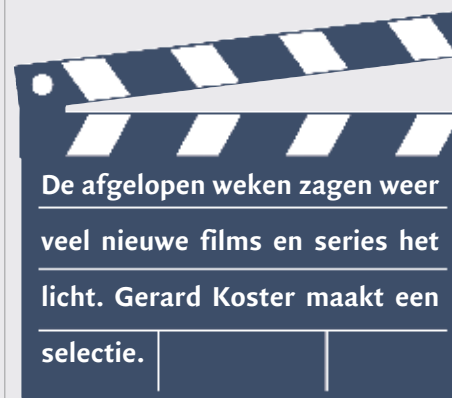 De afgelopen weken zagen weer
veel nieuwe films en series het
licht. Gerard Koster maakt een
selectie.